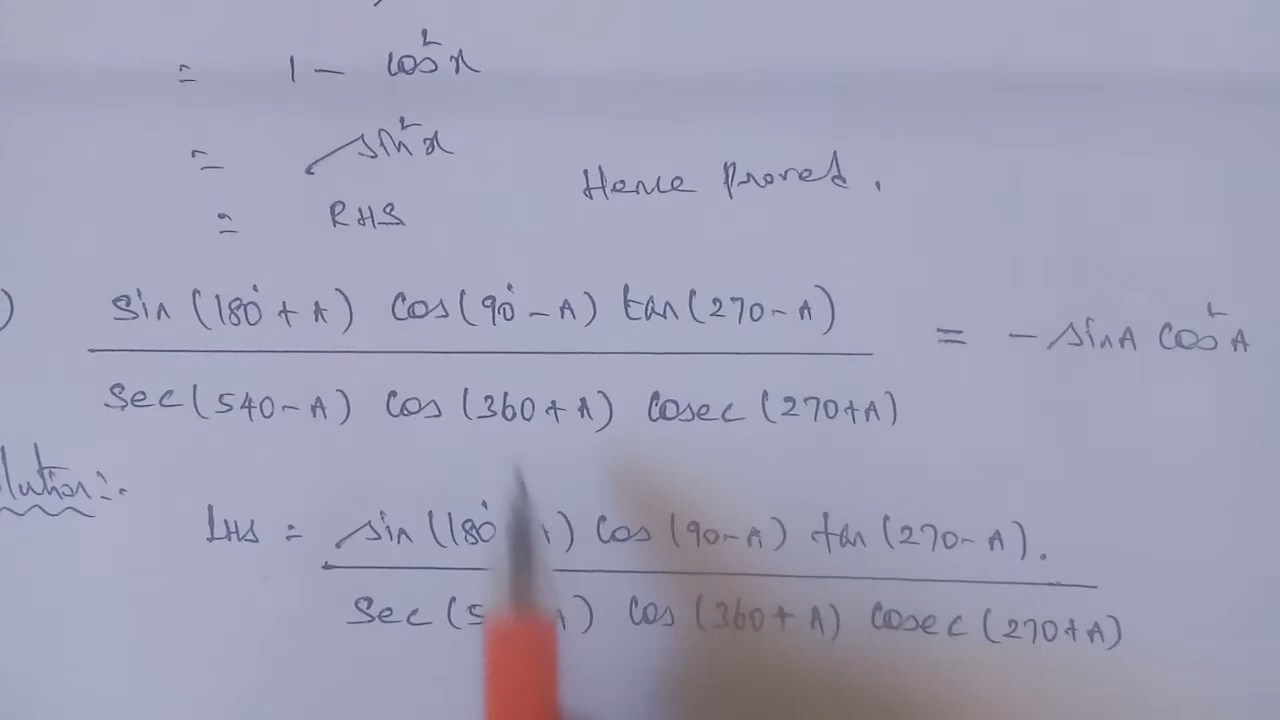 = 1 - cos²x
= sin²x
= RHS Hence Proved.
) sin(180°+A) cos(90°-A) tan(270-A)
= -sinA cos²A
sec(540-A) cos(360+A) cosec(270+A)
lution:-
LHS = sin(180° ) cos(90-A) tan(270-A).
sec(5 ) cos(360+A) cosec(270+A)